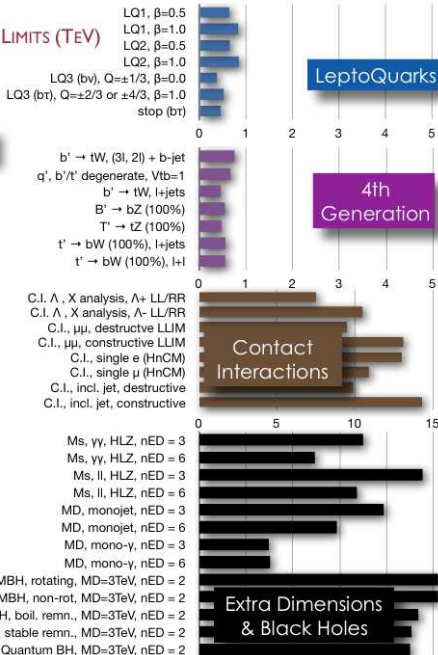 LIMITS (TEV)
LQ1, β=0.5
LQ1, β=1.0
LQ2, β=0.5
LQ2, β=1.0
LQ3 (bν), Q=±1/3, β=0.0
LQ3 (bτ), Q=±2/3 or ±4/3, β=1.0
stop (bτ)
LeptoQuarks
0 1 2 3 4 5
b' → tW, (3l, 2l) + b-jet
q', b'/t' degenerate, Vtb=1
b' → tW, l+jets
B' → bZ (100%)
T' → tZ (100%)
t' → bW (100%), l+jets
t' → bW (100%), l+l
4th
Generation
0 1 2 3 4 5
C.I. Λ , X analysis, Λ+ LL/RR
C.I. Λ , X analysis, Λ- LL/RR
C.I., μμ, destructve LLIM
C.I., μμ, constructive LLIM
C.I., single e (HnCM)
C.I., single μ (HnCM)
C.I., incl. jet, destructive
C.I., incl. jet, constructive
Contact
Interactions
0 5 10 15
Ms, γγ, HLZ, nED = 3
Ms, γγ, HLZ, nED = 6
Ms, ll, HLZ, nED = 3
Ms, ll, HLZ, nED = 6
MD, monojet, nED = 3
MD, monojet, nED = 6
MD, mono-γ, nED = 3
MD, mono-γ, nED = 6
MBH, rotating, MD=3TeV, nED = 2
MBH, non-rot, MD=3TeV, nED = 2
H, boil. remn., MD=3TeV, nED = 2
stable remn., MD=3TeV, nED = 2
Quantum BH, MD=3TeV, nED = 2
Extra Dimensions
& Black Holes